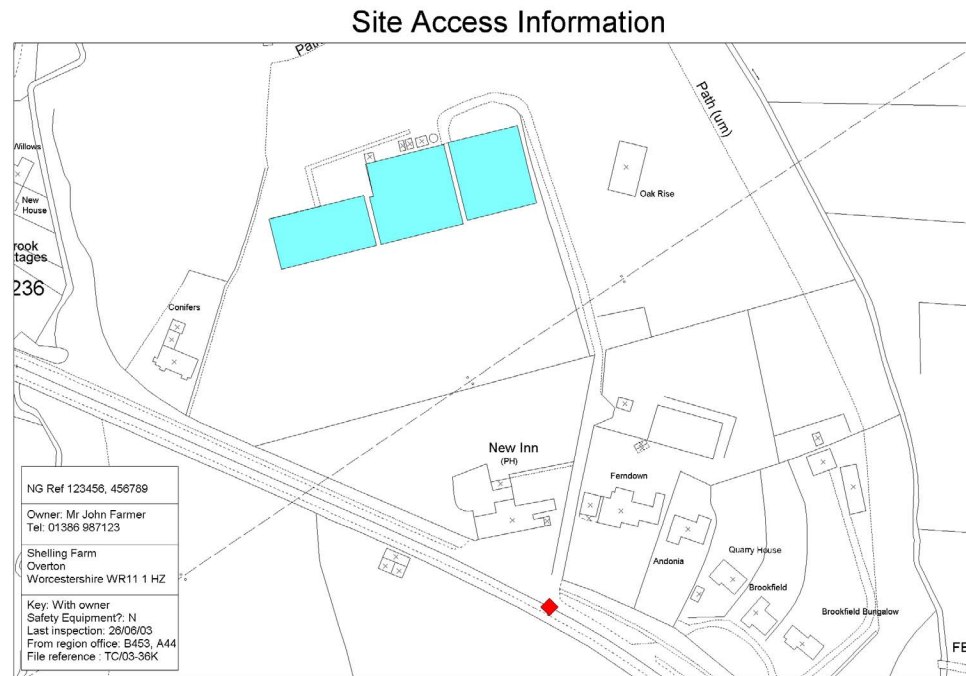 Site Access Information
Path
Path (um)
Willows
New
House
Oak Rise
rook
tages
236
Conifers
New Inn
(PH)
Ferndown
NG Ref 123456, 456789
Owner: Mr John Farmer
Tel: 01386 987123
Shelling Farm
Overton
Worcestershire WR11 1 HZ
Key: With owner
Safety Equipment?: N
Last inspection: 26/06/03
From region office: B453, A44
File reference : TC/03-36K
Andonia
Quarry House
Brookfield
Brookfield Bungalow
FE